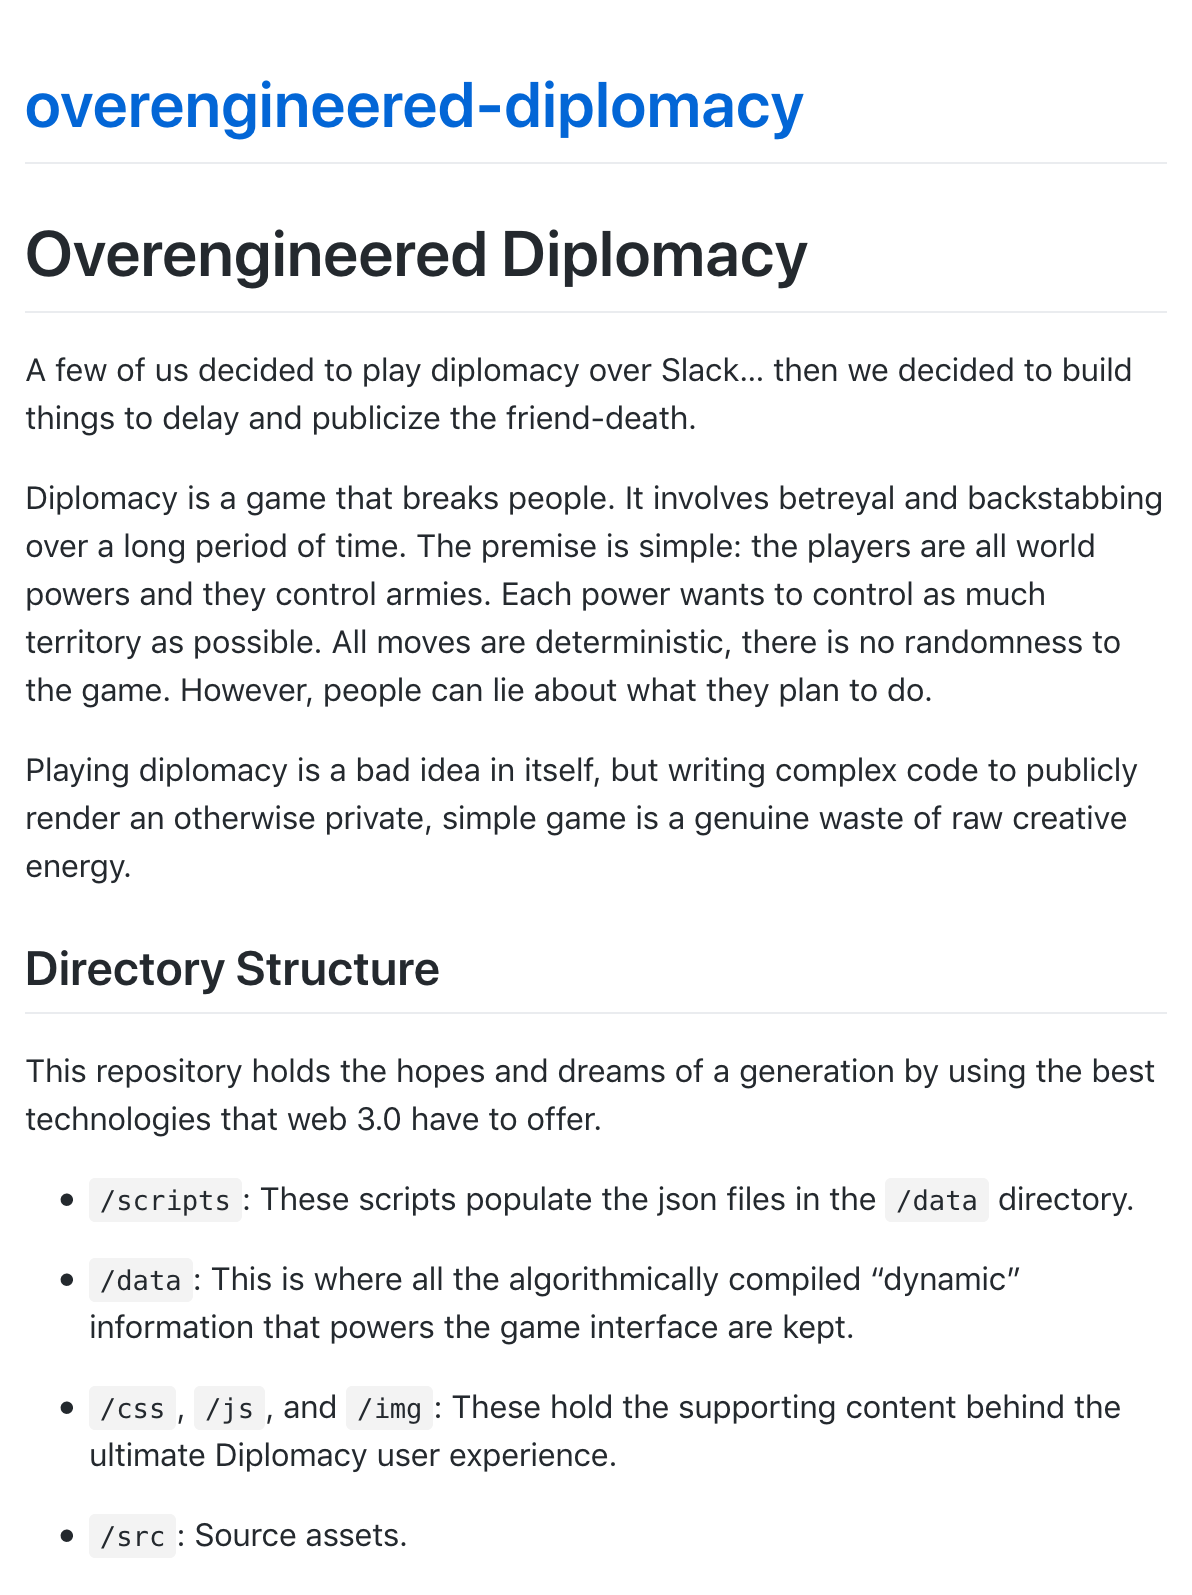 overengineered-diplomacy
Overengineered Diplomacy
A few of us decided to play diplomacy over Slack... then we decided to build
things to delay and publicize the friend-death.
Diplomacy is a game that breaks people. It involves betreyal and backstabbing
over a long period of time. The premise is simple: the players are all world
powers and they control armies. Each power wants to control as much
territory as possible. All moves are deterministic, there is no randomness to
the game. However, people can lie about what they plan to do.
Playing diplomacy is a bad idea in itself, but writing complex code to publicly
render an otherwise private, simple game is a genuine waste of raw creative
energy.
Directory Structure
This repository holds the hopes and dreams of a generation by using the best
technologies that web 3.0 have to offer.
• /scripts: These scripts populate the json files in the /data directory.
• /data: This is where all the algorithmically compiled “dynamic”
information that powers the game interface are kept.
• /css, /js, and /img: These hold the supporting content behind the
ultimate Diplomacy user experience.
• /src: Source assets.